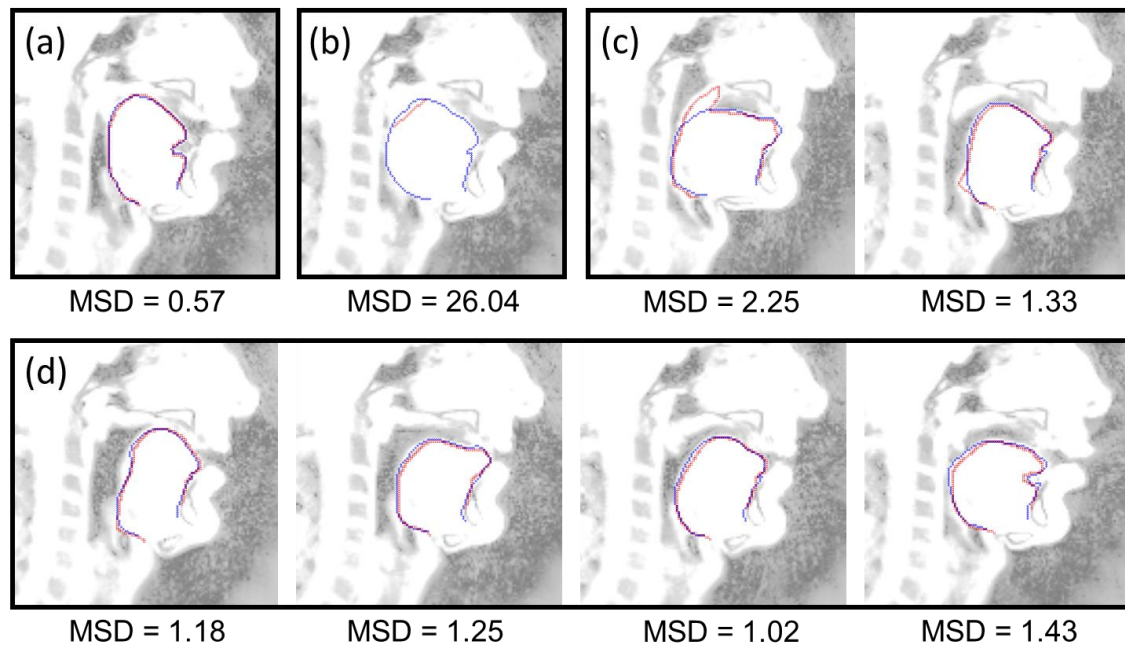 (a) (b) (c)
MSD = 0.57 MSD = 26.04 MSD = 2.25 MSD = 1.33
(d)
MSD = 1.18 MSD = 1.25 MSD = 1.02 MSD = 1.43